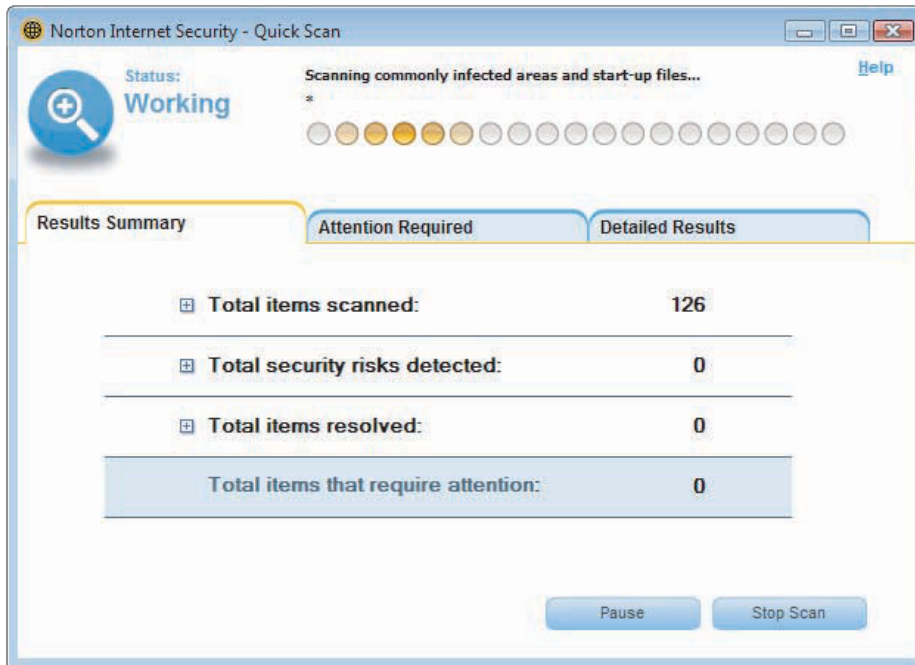 Norton Internet Security - Quick Scan
Help
Status:
Working
Scanning commonly infected areas and start-up files...
*
Results Summary
Attention Required
Detailed Results
Total items scanned: 126
Total security risks detected: 0
Total items resolved: 0
Total items that require attention: 0
Pause
Stop Scan